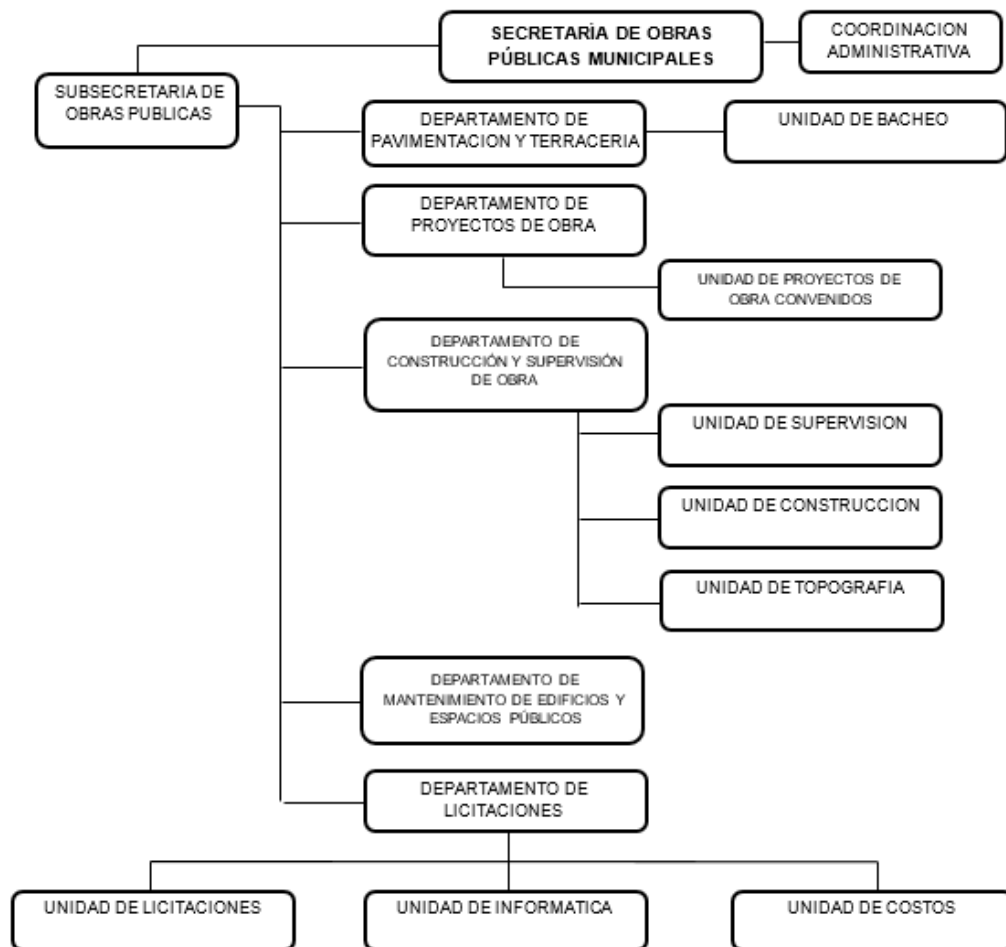 SECRETARÍA DE OBRAS
PÚBLICAS MUNICIPALES
COORDINACION
ADMINISTRATIVA
SUBSECRETARIA DE
OBRAS PUBLICAS
DEPARTAMENTO DE
PAVIMENTACION Y TERRACERIA
UNIDAD DE BACHEO
DEPARTAMENTO DE
PROYECTOS DE OBRA
UNIDAD DE PROYECTOS DE
OBRA CONVENIDOS
DEPARTAMENTO DE
CONSTRUCCIÓN Y SUPERVISIÓN
DE OBRA
UNIDAD DE SUPERVISION
UNIDAD DE CONSTRUCCION
UNIDAD DE TOPOGRAFIA
DEPARTAMENTO DE
MANTENIMIENTO DE EDIFICIOS Y
ESPACIOS PÚBLICOS
DEPARTAMENTO DE
LICITACIONES
UNIDAD DE LICITACIONES
UNIDAD DE INFORMATICA
UNIDAD DE COSTOS